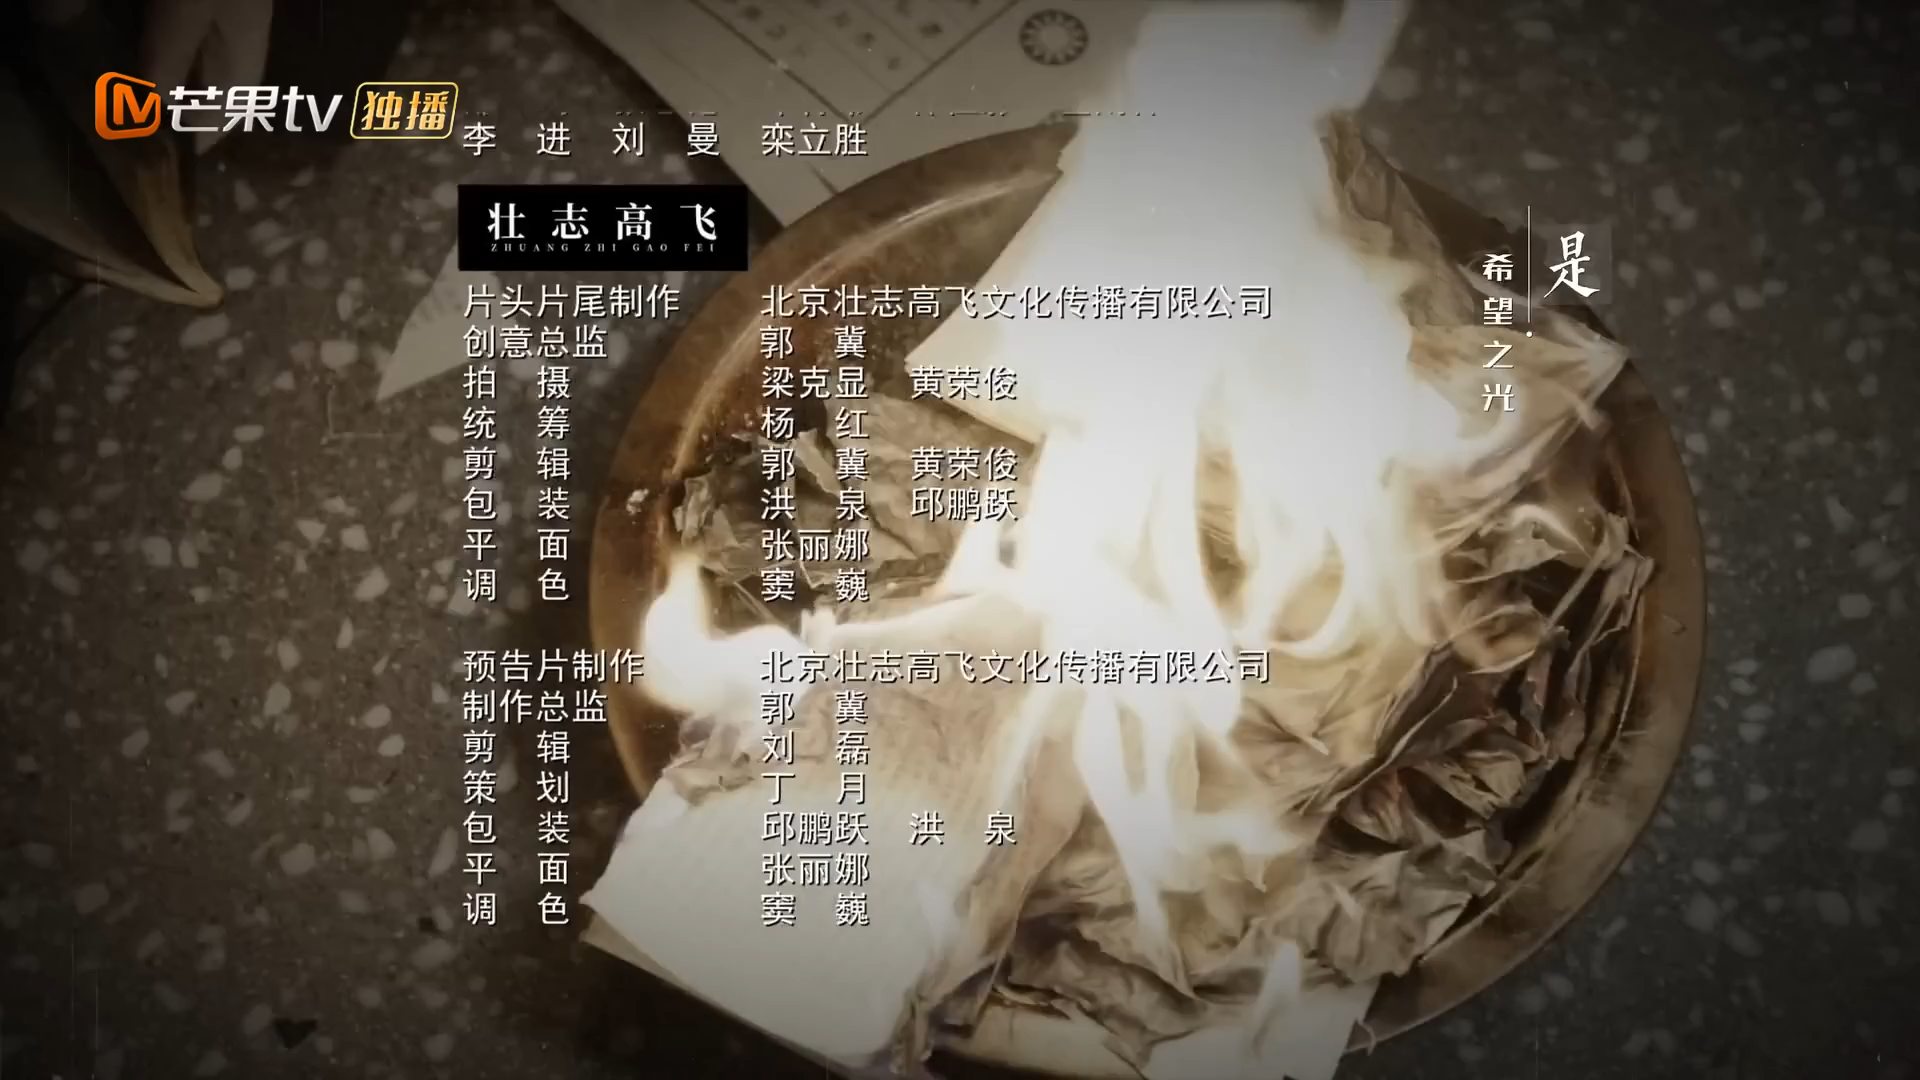 芒果tv 独播
李 进 刘 曼 栾立胜
壮志高飞
ZHUANG ZHI GAO FEI
片头片尾制作 北京壮志高飞文化传播有限公司
创意总监 郭 冀
拍 摄 梁克显 黄荣俊
统 筹 杨 红
剪 辑 郭 冀 黄荣俊
包 装 洪 泉 邱鹏跃
平 面 张丽娜
调 色 窦 巍
预告片制作 北京壮志高飞文化传播有限公司
制作总监 郭 冀
剪 辑 刘 磊
策 划 丁 月
包 装 邱鹏跃 洪 泉
平 面 张丽娜
调 色 窦 巍
是
希望之光